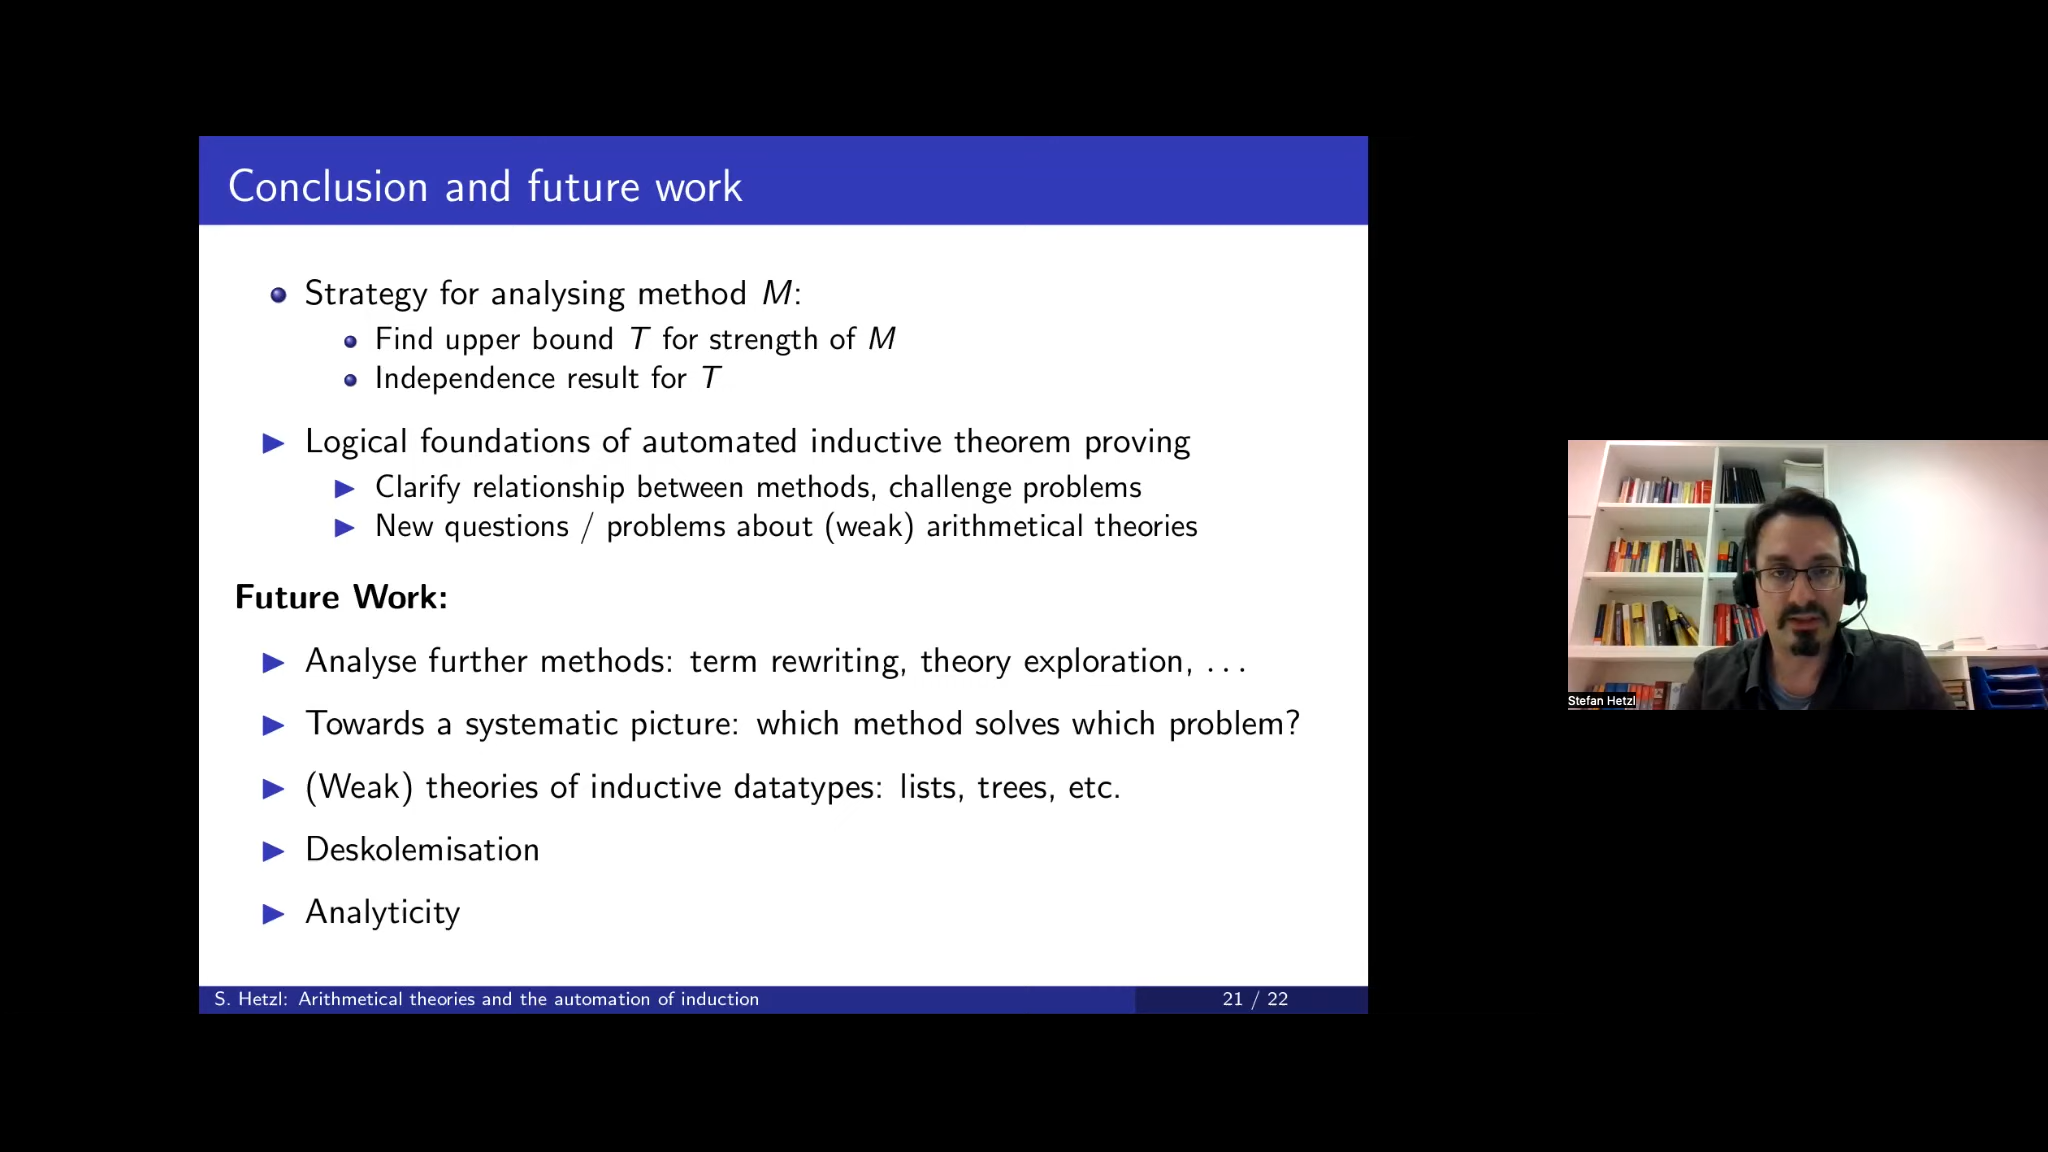 Conclusion and future work
Strategy for analysing method M:
Find upper bound T for strength of M
Independence result for T
Logical foundations of automated inductive theorem proving
Clarify relationship between methods, challenge problems
New questions / problems about (weak) arithmetical theories
Future Work:
Analyse further methods: term rewriting, theory exploration, ...
Towards a systematic picture: which method solves which problem?
(Weak) theories of inductive datatypes: lists, trees, etc.
Deskolemisation
Analyticity
S. Hetzl: Arithmetical theories and the automation of induction
21 / 22
Stefan Hetzl